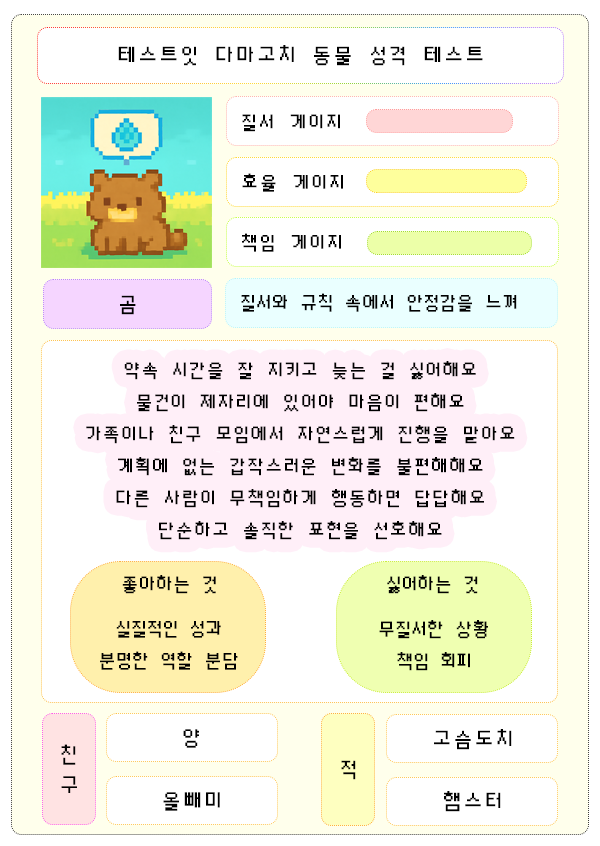 테스트잇 다마고치 동물 성격 테스트
질서 게이지
효율 게이지
책임 게이지
곰
질서와 규칙 속에서 안정감을 느껴
약속 시간을 잘 지키고 늦는 걸 싫어해요
물건이 제자리에 있어야 마음이 편해요
가족이나 친구 모임에서 자연스럽게 진행을 맡아요
계획에 없는 갑작스러운 변화를 불편해해요
다른 사람이 무책임하게 행동하면 답답해요
단순하고 솔직한 표현을 선호해요
좋아하는 것
실질적인 성과
분명한 역할 분담
싫어하는 것
무질서한 상황
책임 회피
친구
양
올빼미
적
고슴도치
햄스터